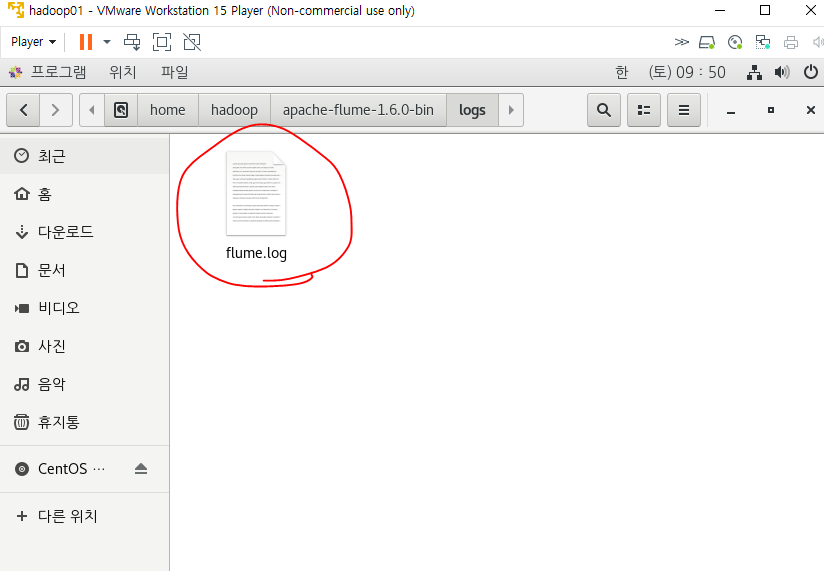 hadoop01 - VMware Workstation 15 Player (Non-commercial use only)
Player
프로그램 위치 파일 한 (토) 09 : 50
home hadoop apache-flume-1.6.0-bin logs
최근
홈
다운로드
문서
비디오
사진
음악
휴지통
CentOS ⋯
다른 위치
flume.log